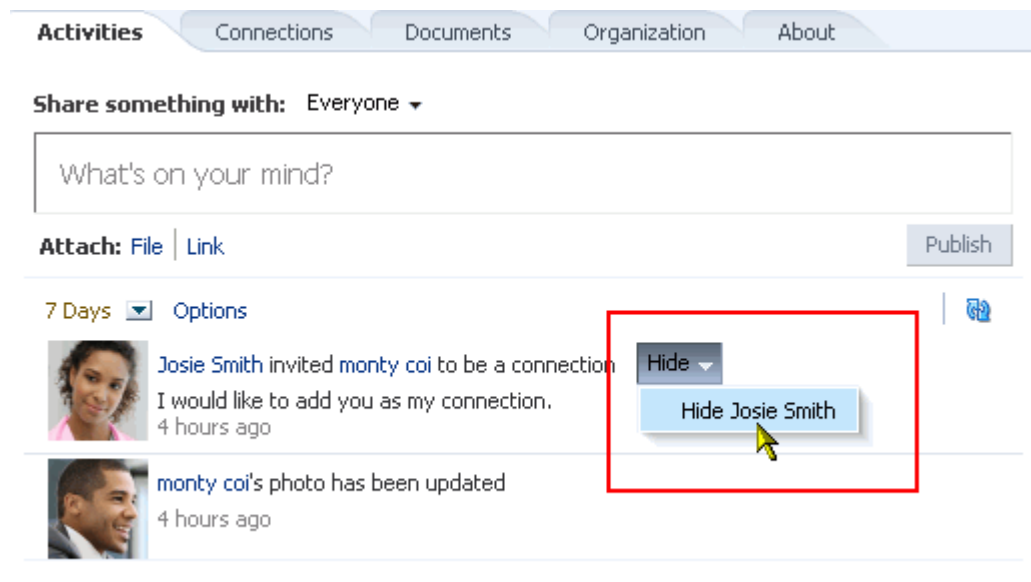 Activities Connections Documents Organization About
Share something with: Everyone
What's on your mind?
Attach: File Link Publish
7 Days Options
Josie Smith invited monty coi to be a connection Hide
Hide Josie Smith
I would like to add you as my connection.
4 hours ago
monty coi's photo has been updated
4 hours ago